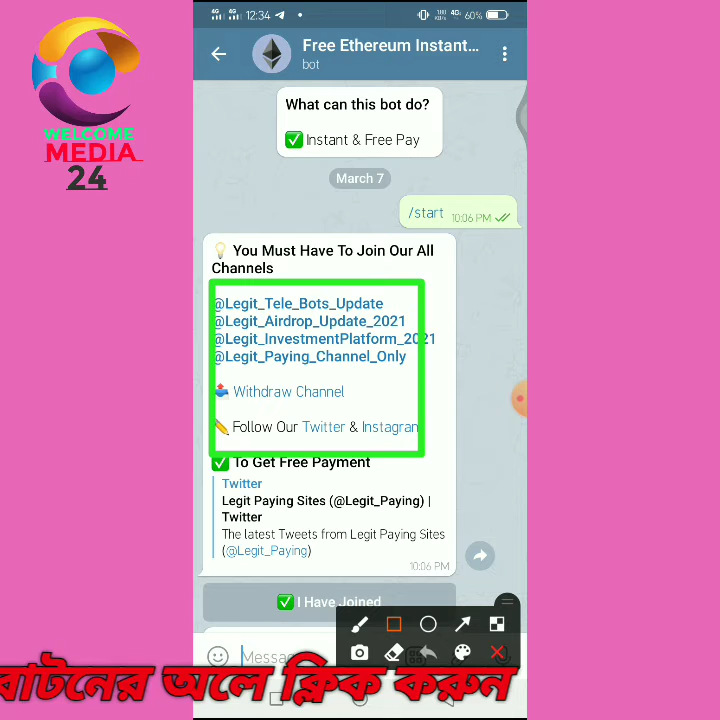 WELCOME
MEDIA
24
12:34
60%
Free Ethereum Instant...
bot
What can this bot do?
✅ Instant & Free Pay
March 7
/start 10:06 PM
💡 You Must Have To Join Our All
Channels
@Legit_Tele_Bots_Update
@Legit_Airdrop_Update_2021
@Legit_InvestmentPlatform_2021
@Legit_Paying_Channel_Only
📤 Withdraw Channel
✏️ Follow Our Twitter & Instagram
✅ To Get Free Payment
Twitter
Legit Paying Sites (@Legit_Paying) |
Twitter
The latest Tweets from Legit Paying Sites
(@Legit_Paying)
10:06 PM
✅ I Have Joined
বাটনের অলে ক্লিক করুন